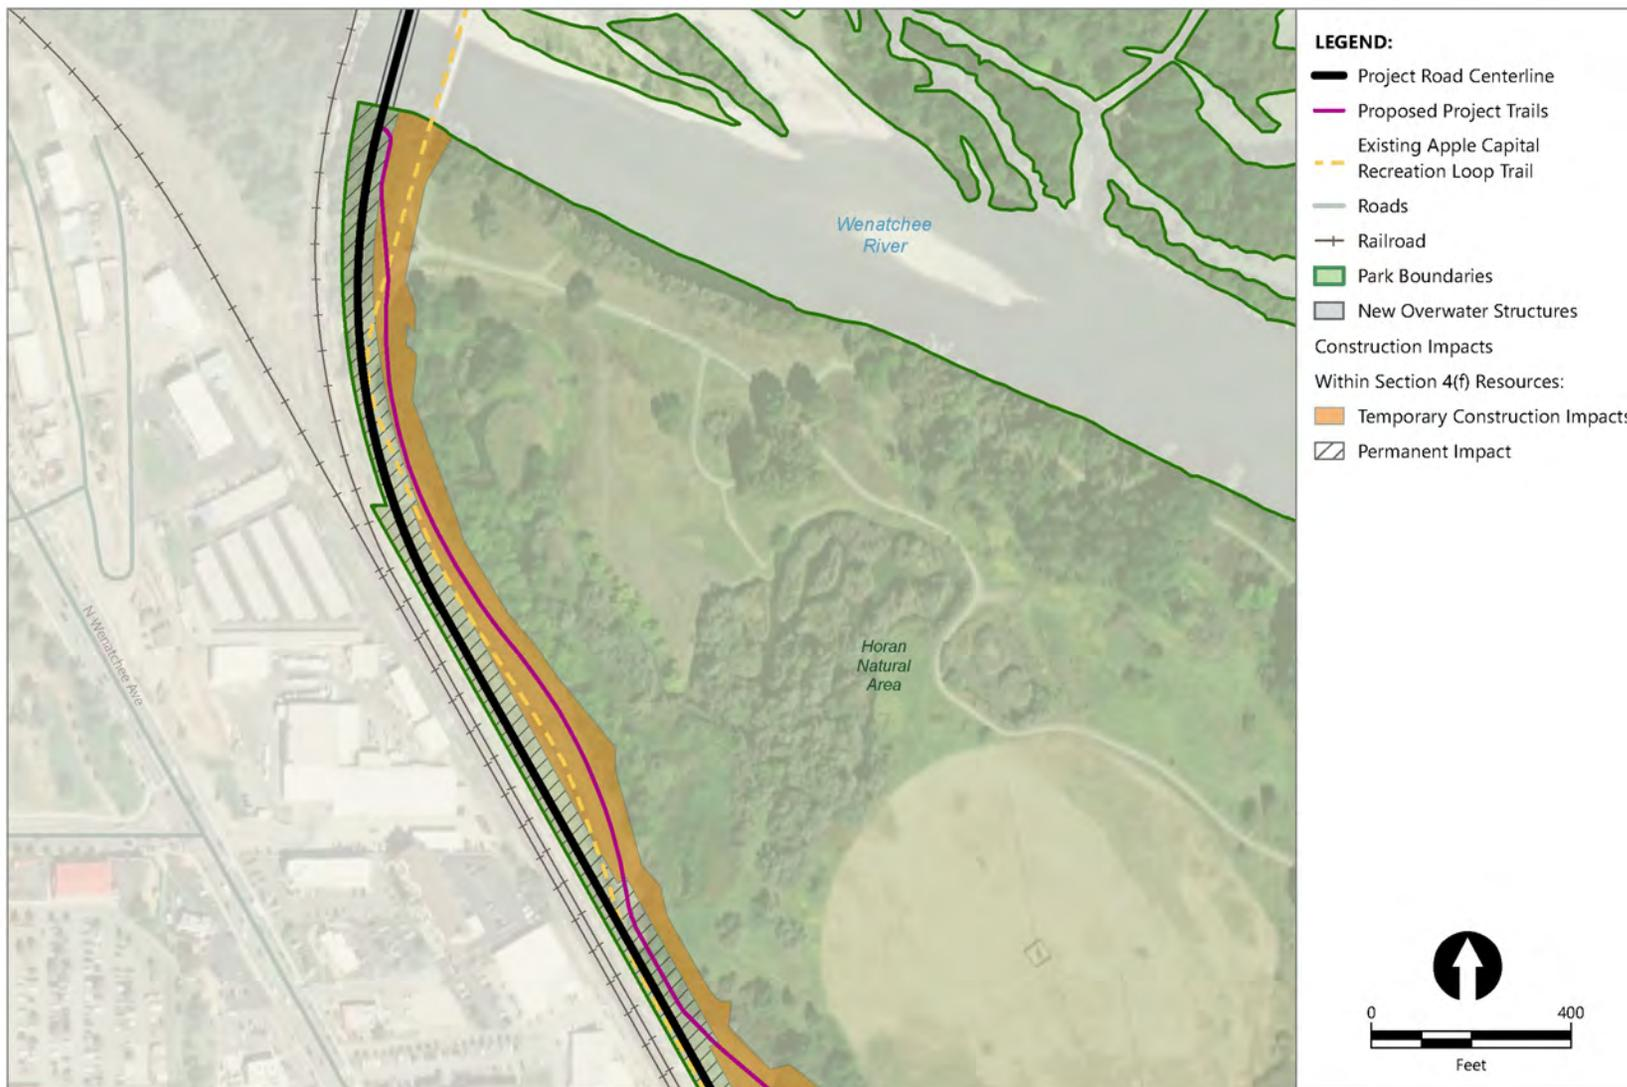 LEGEND:
Project Road Centerline
Proposed Project Trails
Existing Apple Capital
Recreation Loop Trail
Roads
Railroad
Park Boundaries
New Overwater Structures
Construction Impacts
Within Section 4(f) Resources:
Temporary Construction Impacts
Permanent Impact
Wenatchee
River
Horan
Natural
Area
N Wenatchee Ave
0 400
Feet